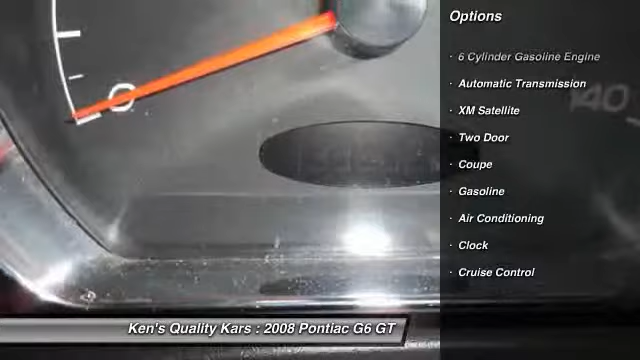 Options
· 6 Cylinder Gasoline Engine
· Automatic Transmission
140
· XM Satellite
· Two Door
· Coupe
· Gasoline
· Air Conditioning
· Clock
· Cruise Control
0
Ken's Quality Kars : 2008 Pontiac G6 GT